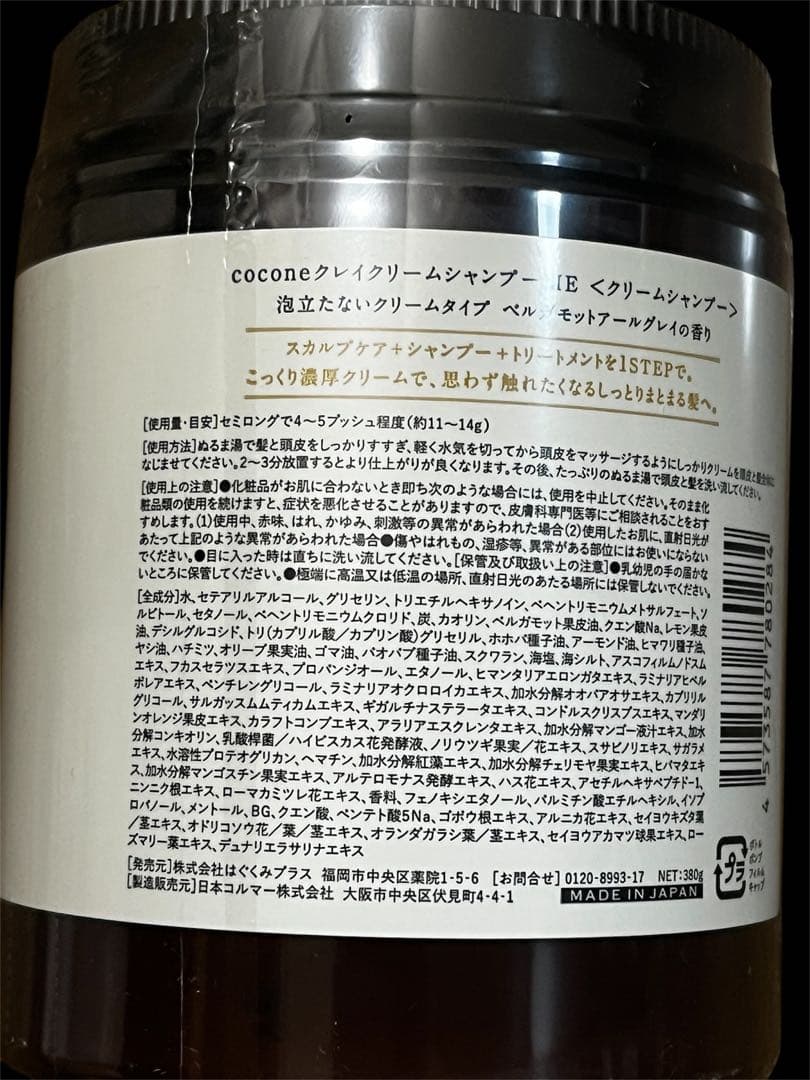 coconeクレイクリームシャンプー IE <クリームシャンプー>
泡立たないクリームタイプ ベルガモットアールグレイの香り
スカルプケア+シャンプー+トリートメントを1STEPで。
こっくり濃厚クリームで、思わず触れたくなるしっとりまとまる髪へ。
[使用量・目安]セミロングで4〜5プッシュ程度(約11〜14g)
[使用方法]ぬるま湯で髪と頭皮をしっかりすすぎ、軽く水気を切ってから頭皮をマッサージするようにしっかりクリームを頭皮と髪全体に
なじませてください。2〜3分放置するとより仕上がりが良くなります。その後、たっぷりのぬるま湯で頭皮と髪を洗い流してください。
[使用上の注意]●化粧品がお肌に合わないとき即ち次のような場合には、使用を中止してください。そのまま化
粧品類の使用を続けますと、症状を悪化させることがありますので、皮膚科専門医等にご相談されることをおす
すめします。(1)使用中、赤味、はれ、かゆみ、刺激等の異常があらわれた場合(2)使用したお肌に、直射日光が
あたって上記のような異常があらわれた場合●傷やはれもの、湿疹等、異常がある部位にはお使いにならない
でください。●目に入った時は直ちに洗い流してください。[保管及び取扱い上の注意]●乳幼児の手の届かな
いところに保管してください。●極端に高温又は低温の場所、直射日光のあたる場所には保管しないでください。
[全成分]水、セテアリルアルコール、グリセリン、トリエチルヘキサノイン、ベヘントリモニウムメトサルフェート、ソ
ルビトール、セタノール、ベヘントリモニウムクロリド、炭、カオリン、ベルガモット果皮油、クエン酸Na、レモン果皮
油、デシルグルコシド、トリ(カプリル酸/カプリン酸)グリセリル、ホホバ種子油、アーモンド油、ヒマワリ種子油、
ヤシ油、ハチミツ、オリーブ果実油、ゴマ油、バオバブ種子油、スクワラン、海塩、海シルト、アスコフィルムノドスム
エキス、フカスセラツスエキス、プロパンジオール、エタノール、ヒマンタリアエロンガタエキス、ラミナリアヒペル
ボレアエキス、ペンチレングリコール、ラミナリアオクロロイカエキス、加水分解オオバアオサエキス、カプリリル
グリコール、サルガッスムムティカムエキス、ギガルチナステラータエキス、コンドルスクリスプスエキス、マンダリ
ンオレンジ果皮エキス、カラフトコンブエキス、アラリアエスクレンタエキス、加水分解マンゴー液汁エキス、加水
分解コンキオリン、乳酸桿菌/ハイビスカス花発酵液、ノリウツギ果実/花エキス、スサビノリエキス、サガラメ
エキス、水溶性プロテオグリカン、ヘマチン、加水分解紅藻エキス、加水分解チェリモヤ果実エキス、ヒバマタエキ
ス、加水分解マンゴスチン果実エキス、アルテロモナス発酵エキス、ハス花エキス、アセチルヘキサペプチド-1、
ニンニク根エキス、ローマカミツレ花エキス、香料、フェノキシエタノール、パルミチン酸エチルヘキシル、イソプ
ロパノール、メントール、BG、クエン酸、ペンテト酸5Na、ゴボウ根エキス、アルニカ花エキス、セイヨウキズタ葉
/茎エキス、オドリコソウ花/葉/茎エキス、オランダガラシ葉/茎エキス、セイヨウアカマツ球果エキス、ロー
ズマリー葉エキス、デュナリエラサリナエキス
[発売元]株式会社はぐくみプラス 福岡市中央区薬院1-5-6 [お問合せ]0120-8993-17 NET:380g
[製造販売元]日本コルマー株式会社 大阪市中央区伏見町4-4-1 MADE IN JAPAN
4 573587 780284
プラ
ボトル
ポンプ
フィルム
キャップ